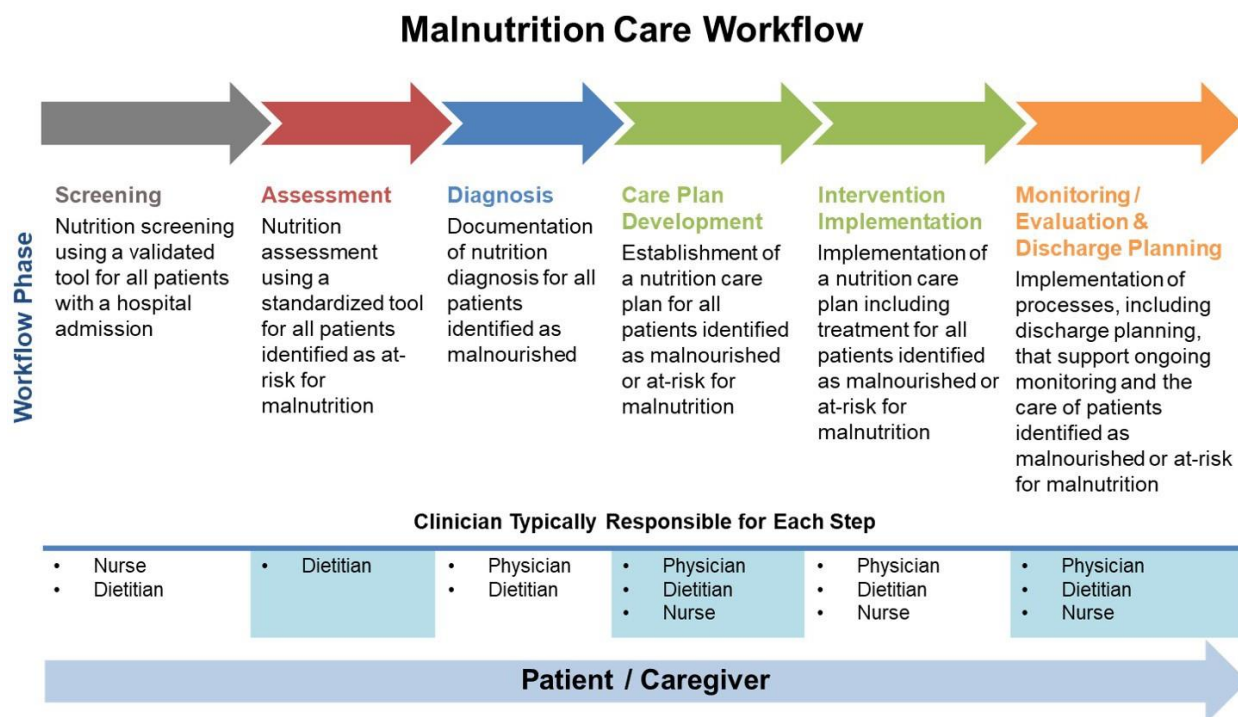 Malnutrition Care Workflow
Workflow Phase
Screening
Nutrition screening
using a validated
tool for all patients
with a hospital
admission
Assessment
Nutrition
assessment
using a
standardized tool
for all patients
identified as at-
risk for
malnutrition
Diagnosis
Documentation
of nutrition
diagnosis for all
patients
identified as
malnourished
Care Plan
Development
Establishment of
a nutrition care
plan for all
patients identified
as malnourished
or at-risk for
malnutrition
Intervention
Implementation
Implementation of
a nutrition care
plan including
treatment for all
patients identified
as malnourished or
at-risk for
malnutrition
Monitoring /
Evaluation &
Discharge Planning
Implementation of
processes, including
discharge planning,
that support ongoing
monitoring and the
care of patients
identified as
malnourished or at-risk
for malnutrition
Clinician Typically Responsible for Each Step
• Nurse
• Dietitian
• Dietitian
• Physician
• Dietitian
• Physician
• Dietitian
• Nurse
• Physician
• Dietitian
• Nurse
• Physician
• Dietitian
• Nurse
Patient / Caregiver